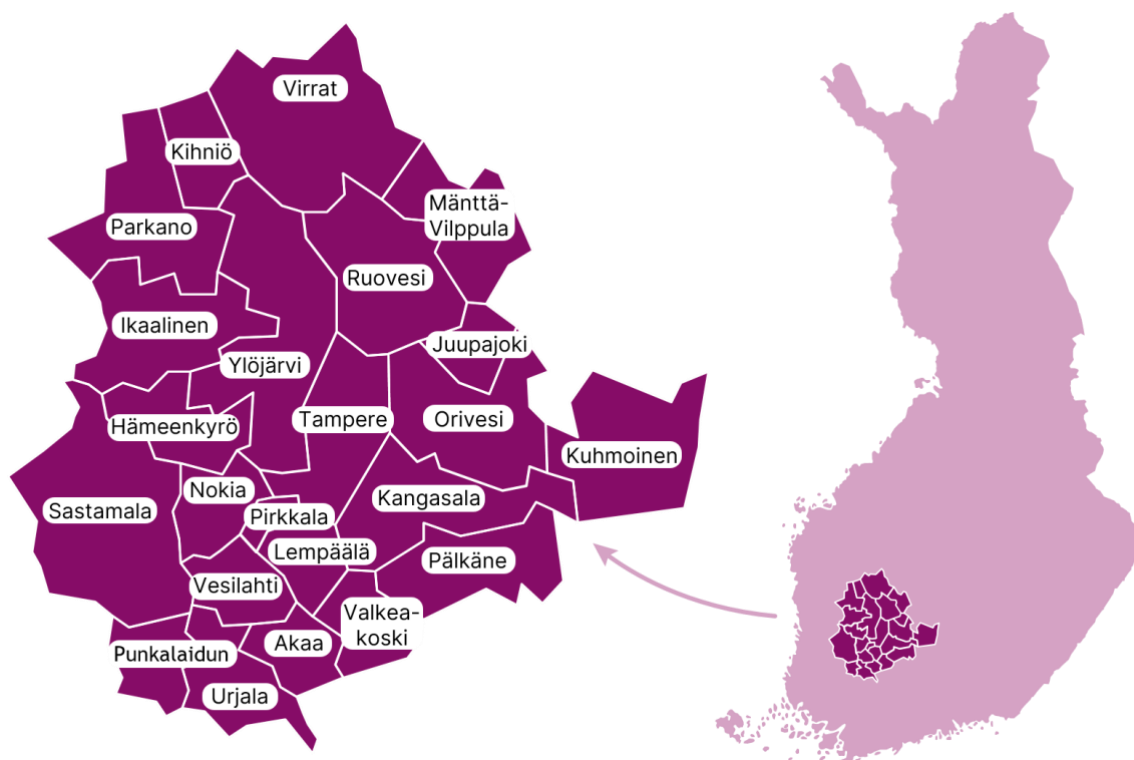 Virrat
Kihniö
Mänttä-
Vilppula
Parkano
Ruovesi
Ikaalinen
Juupajoki
Ylöjärvi
Hämeenkyrö
Tampere
Orivesi
Kuhmoinen
Nokia
Kangasala
Sastamala
Pirkkala
Lempäälä
Pälkäne
Vesilahti
Valkea-
koski
Akaa
Punkalaidun
Urjala